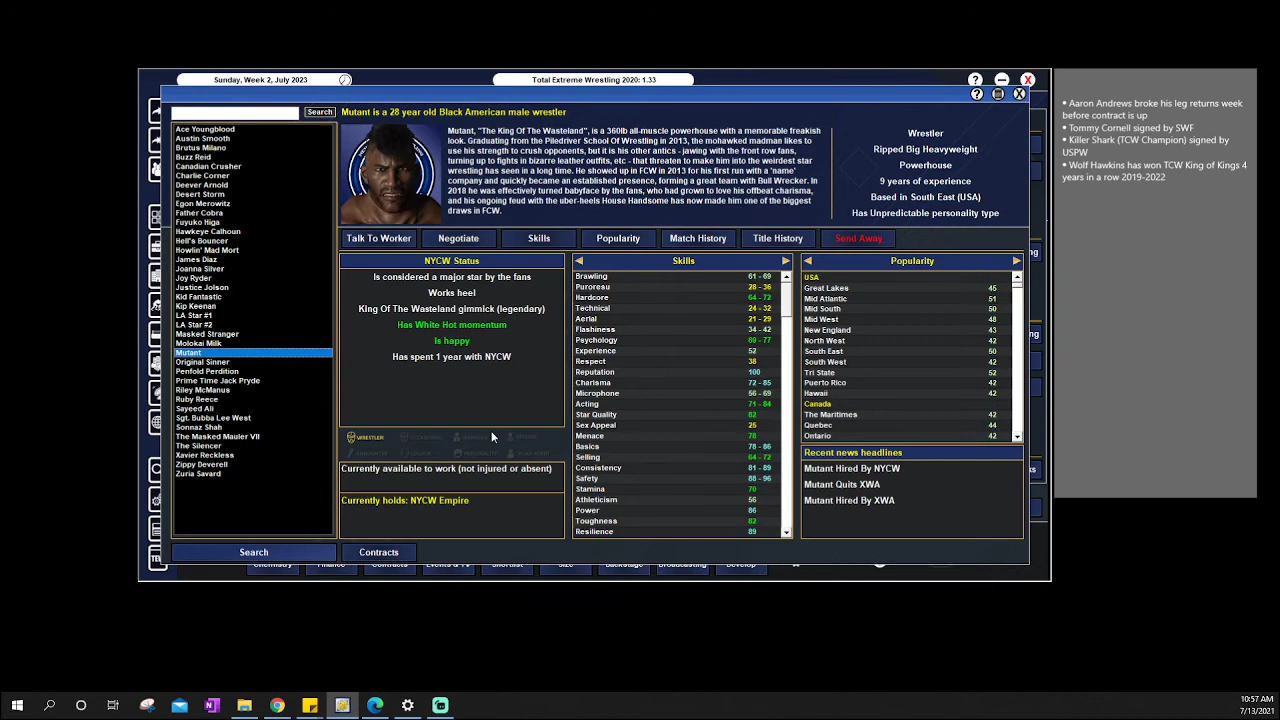 Sunday, Week 2, July 2023
Total Extreme Wrestling 2020: 1.33
Search
Mutant is a 28 year old Black American male wrestler
Mutant, "The King Of The Wasteland", is a 360lb all-muscle powerhouse with a memorable freakish
look. Graduating from the Piledriver School Of Wrestling in 2013, the mohawked madman likes to
use his strength to crush opponents, but it is his other antics - jawing with the front row fans,
turning up to fights in bizarre leather outfits, etc - that threaten to make him into the weirdest star
wrestling has seen in a long time. He showed up in FCW in 2013 for his first run with a 'name'
company and quickly became an established presence, forming a great team with Bull Wrecker. In
2018 he was effectively turned babyface by the fans, who had grown to love his offbeat charisma,
and his ongoing feud with the uber-heels House Handsome has now made him one of the biggest
draws in FCW.
Wrestler
Ripped Big Heavyweight
Powerhouse
9 years of experience
Based in South East (USA)
Has Unpredictable personality type
Ace Youngblood
Austin Smooth
Brutus Milano
Buzz Reid
Canadian Crusher
Charlie Corner
Deever Arnold
Desert Storm
Egon Merowitz
Father Cobra
Fuyuko Higa
Hawkeye Calhoun
Hell's Bouncer
Howlin' Mad Mort
James Diaz
Joanna Silver
Joy Ryder
Justice Jolson
Kid Fantastic
Kip Keenan
LA Star #1
LA Star #2
Masked Stranger
Molokai Milk
Mutant
Original Sinner
Penfold Perdition
Prime Time Jack Pryde
Riley McManus
Ruby Reece
Sayeed Ali
Sgt. Bubba Lee West
Sonnaz Shah
The Masked Mauler VII
The Silencer
Xavier Reckless
Zippy Deverell
Zuria Savard
Search
Talk To Worker
Negotiate
Skills
Popularity
Match History
Title History
Send Away
NYCW Status
Is considered a major star by the fans
Works heel
King Of The Wasteland gimmick (legendary)
Has White Hot momentum
Is happy
Has spent 1 year with NYCW
WRESTLER
Currently available to work (not injured or absent)
Currently holds: NYCW Empire
Contracts
Skills
Brawling 61 - 69
Puroresu 28 - 36
Hardcore 64 - 72
Technical 24 - 32
Aerial 21 - 29
Flashiness 34 - 42
Psychology 69 - 77
Experience 52
Respect 38
Reputation 100
Charisma 72 - 85
Microphone 56 - 69
Acting 71 - 84
Star Quality 82
Sex Appeal 25
Menace 78
Basics 78 - 86
Selling 64 - 72
Consistency 81 - 89
Safety 88 - 96
Stamina 70
Athleticism 56
Power 86
Toughness 82
Resilience 89
Popularity
USA
Great Lakes 45
Mid Atlantic 51
Mid South 50
Mid West 48
New England 43
North West 42
South East 50
South West 42
Tri State 52
Puerto Rico 42
Hawaii 42
Canada
The Maritimes 42
Quebec 44
Ontario 42
Recent news headlines
Mutant Hired By NYCW
Mutant Quits XWA
Mutant Hired By XWA
Chemistry
Finance
Contracts
Events & TV
Shortlist
Size
Backstage
Broadcasting
Develop
• Aaron Andrews broke his leg returns week
before contract is up
• Tommy Cornell signed by SWF
• Killer Shark (TCW Champion) signed by
USPW
• Wolf Hawkins has won TCW King of Kings 4
years in a row 2019-2022
10:57 AM
7/13/2021